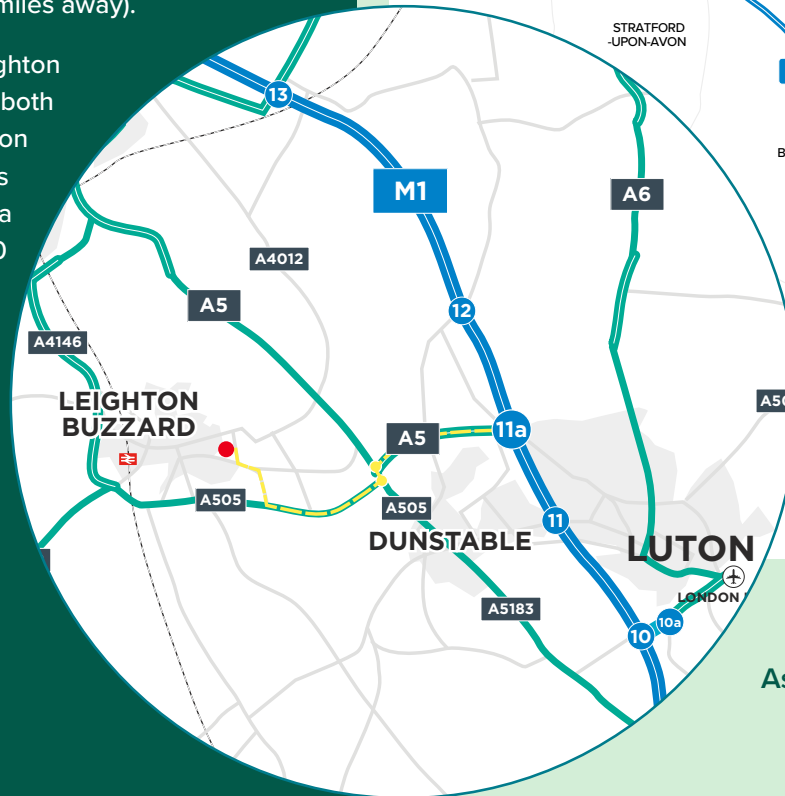 miles away).
both
on
a
STRATFORD
-UPON-AVON
13
M1
A6
A4012
A5
12
A4146
LEIGHTON
BUZZARD
A5
11a
A505
A505
DUNSTABLE
11
LUTON
LONDON
A5183
10a
10
As